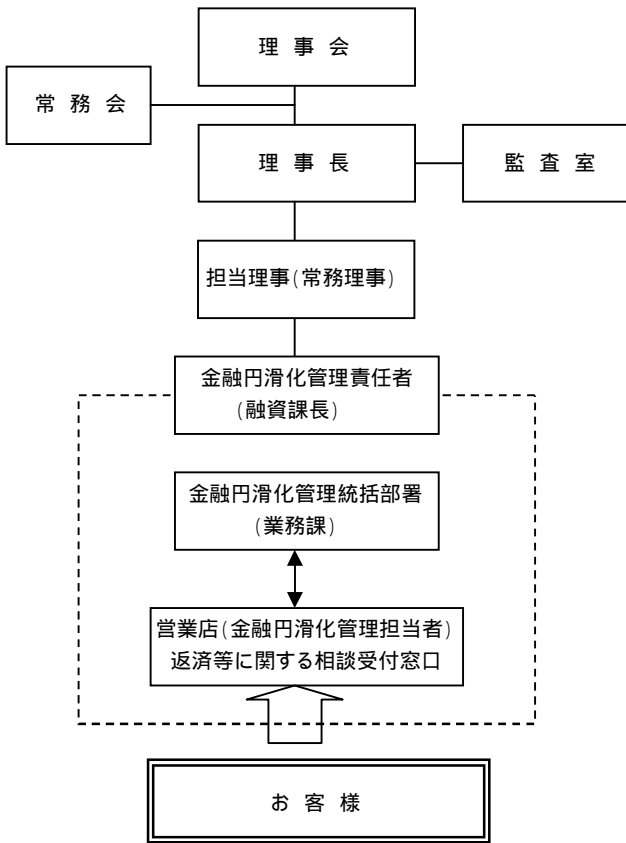 理 事 会
常 務 会
理 事 長
監 査 室
担当理事(常務理事)
金融円滑化管理責任者
(融資課長)
金融円滑化管理統括部署
(業務課)
営業店(金融円滑化管理担当者)
返済等に関する相談受付窓口
お 客 様